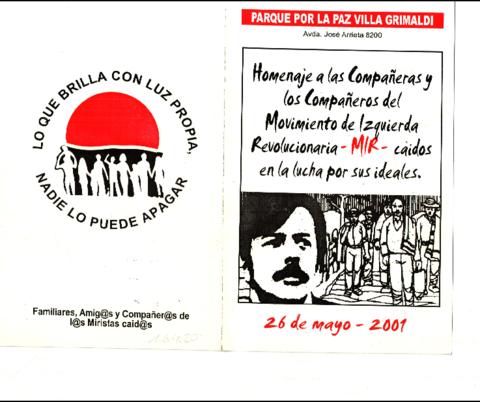 LO QUE BRILLA CON LUZ PROPIA,
NADIE LO PUEDE APAGAR
Familiares, Amig@s y Compañer@s de
l@s Miristas caid@s
PARQUE POR LA PAZ VILLA GRIMALDI
Avda. José Arrieta 8200
Homenaje a las Compañeras y
los Compañeros del
Movimiento de Izquierda
Revolucionaria - MIR - caídos
en la lucha por sus ideales.
26 de mayo - 2001